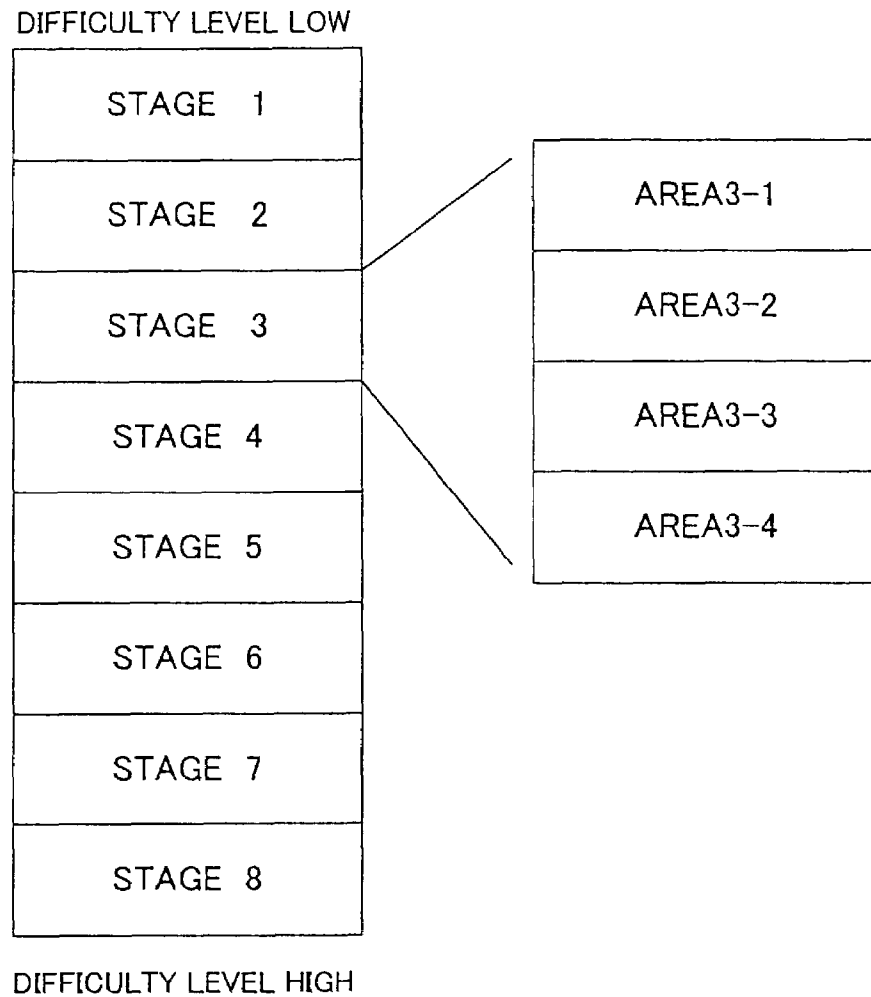 DIFFICULTY LEVEL LOW
STAGE 1
STAGE 2
STAGE 3
STAGE 4
STAGE 5
STAGE 6
STAGE 7
STAGE 8
DIFFICULTY LEVEL HIGH
AREA3-1
AREA3-2
AREA3-3
AREA3-4